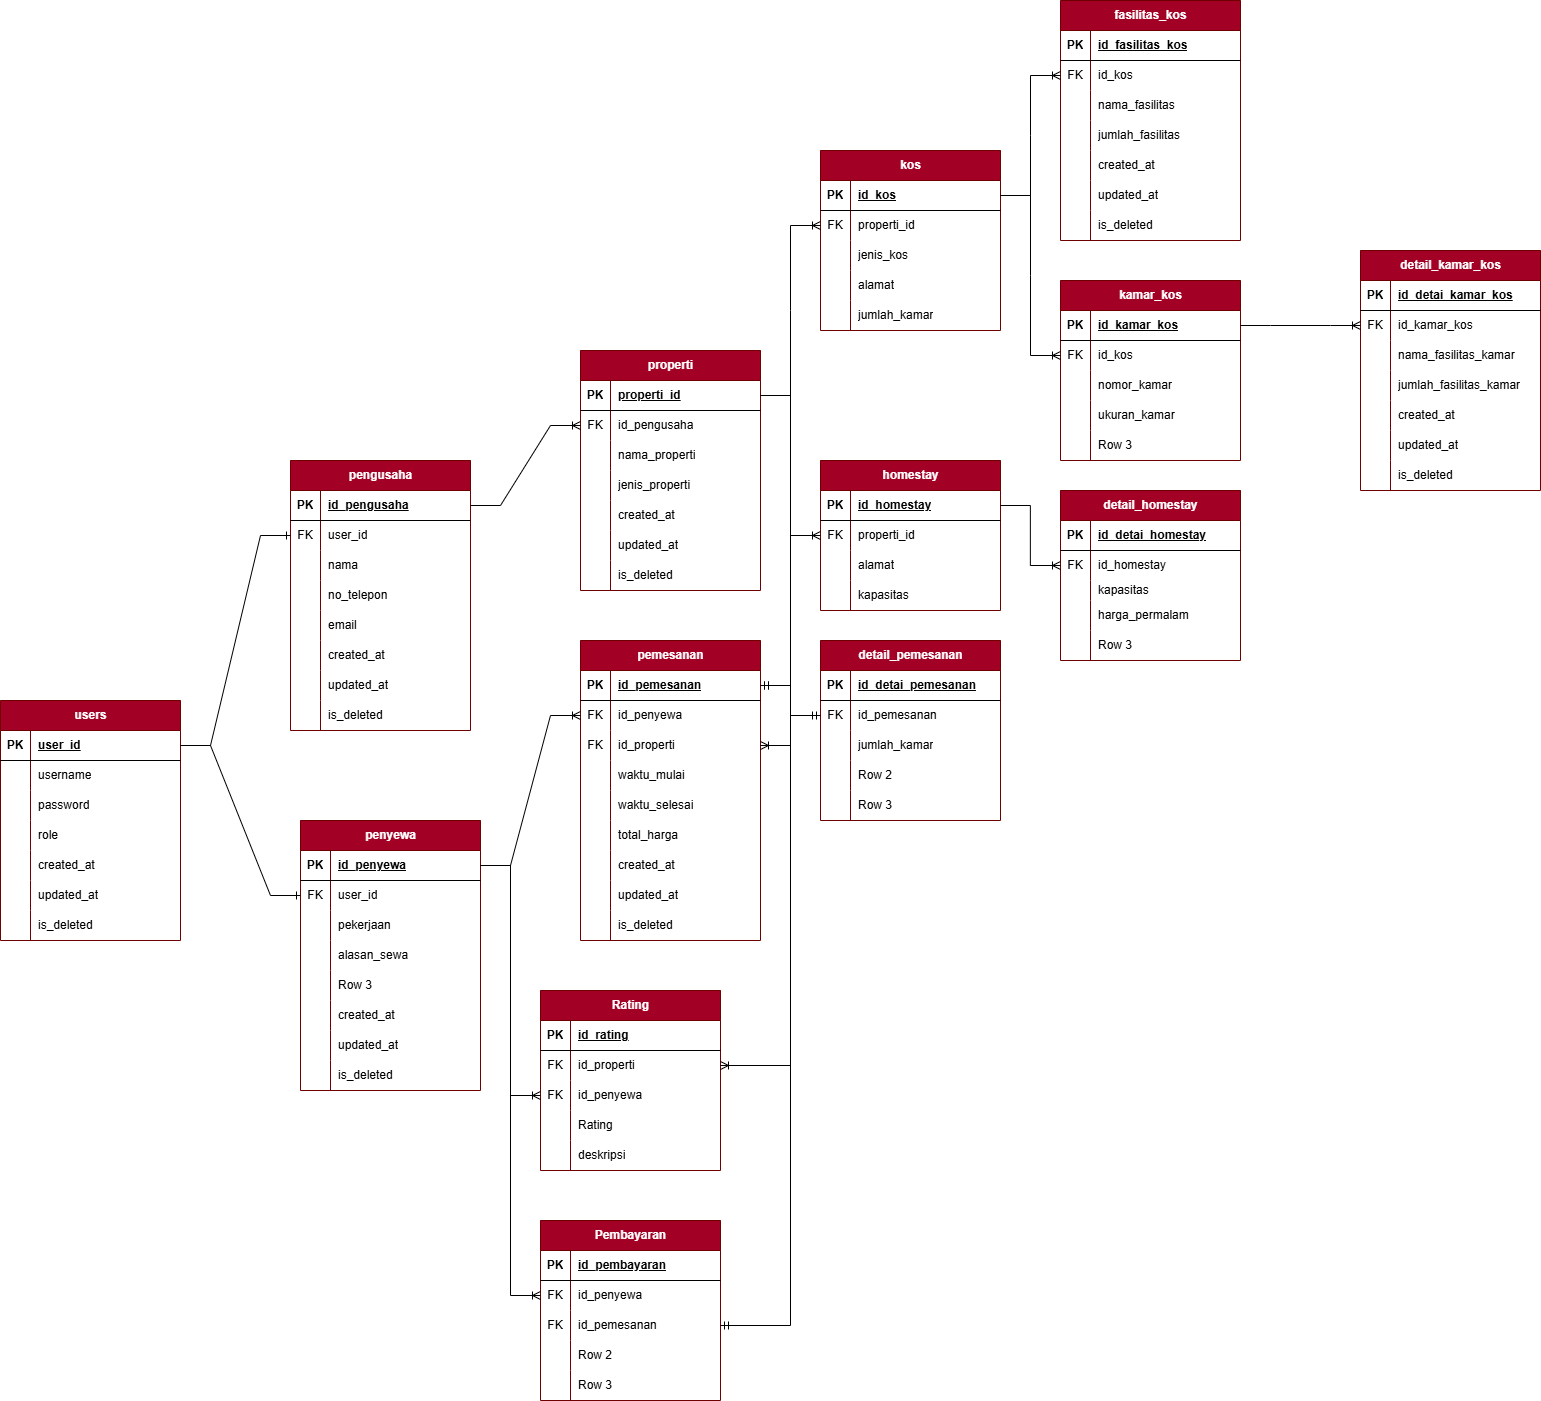 fasilitas_kos
PK id_fasilitas_kos
FK id_kos
nama_fasilitas
jumlah_fasilitas
created_at
updated_at
is_deleted
kos
PK id_kos
FK properti_id
jenis_kos
alamat
jumlah_kamar
detail_kamar_kos
PK id_detai_kamar_kos
FK id_kamar_kos
nama_fasilitas_kamar
jumlah_fasilitas_kamar
created_at
updated_at
is_deleted
kamar_kos
PK id_kamar_kos
FK id_kos
nomor_kamar
ukuran_kamar
Row 3
properti
PK properti_id
FK id_pengusaha
nama_properti
jenis_properti
created_at
updated_at
is_deleted
pengusaha
PK id_pengusaha
FK user_id
nama
no_telepon
email
created_at
updated_at
is_deleted
homestay
PK id_homestay
FK properti_id
alamat
kapasitas
detail_homestay
PK id_detai_homestay
FK id_homestay
kapasitas
harga_permalam
Row 3
pemesanan
PK id_pemesanan
FK id_penyewa
FK id_properti
waktu_mulai
waktu_selesai
total_harga
created_at
updated_at
is_deleted
detail_pemesanan
PK id_detai_pemesanan
FK id_pemesanan
jumlah_kamar
Row 2
Row 3
users
PK user_id
username
password
role
created_at
updated_at
is_deleted
penyewa
PK id_penyewa
FK user_id
pekerjaan
alasan_sewa
Row 3
created_at
updated_at
is_deleted
Rating
PK id_rating
FK id_properti
FK id_penyewa
Rating
deskripsi
Pembayaran
PK id_pembayaran
FK id_penyewa
FK id_pemesanan
Row 2
Row 3